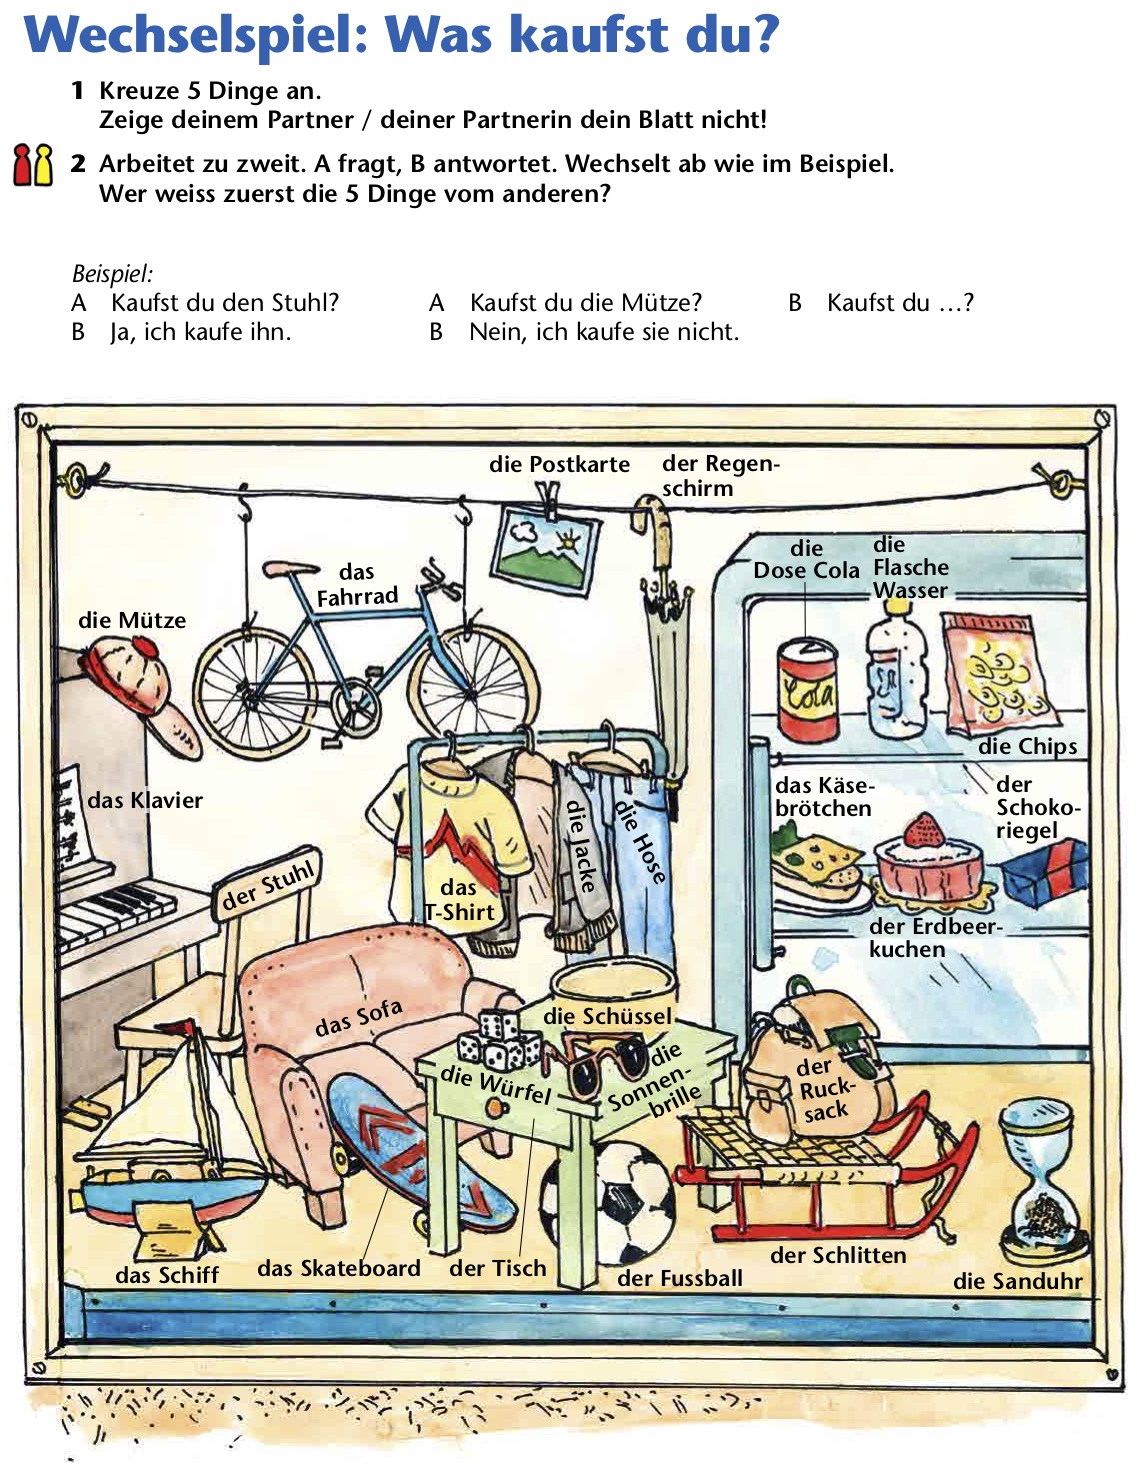 Wechselspiel: Was kaufst du?
1 Kreuze 5 Dinge an.
Zeige deinem Partner / deiner Partnerin dein Blatt nicht!
2 Arbeitet zu zweit. A fragt, B antwortet. Wechselt ab wie im Beispiel.
Wer weiss zuerst die 5 Dinge vom anderen?
Beispiel:
A Kaufst du den Stuhl?
B Ja, ich kaufe ihn.
A Kaufst du die Mütze?
B Nein, ich kaufe sie nicht.
B Kaufst du …?
die Postkarte
der Regen-
schirm
die
Dose Cola
die
Flasche
Wasser
das
Fahrrad
die Mütze
Cola
die Chips
das Klavier
das Käse-
brötchen
der
Schoko-
riegel
die Jacke
die Hose
der Stuhl
das
T-Shirt
der Erdbeer-
kuchen
das Sofa
die Schüssel
die Würfel
die
Sonnen-
brille
der
Ruck-
sack
das Schiff
das Skateboard
der Tisch
der Fussball
der Schlitten
die Sanduhr